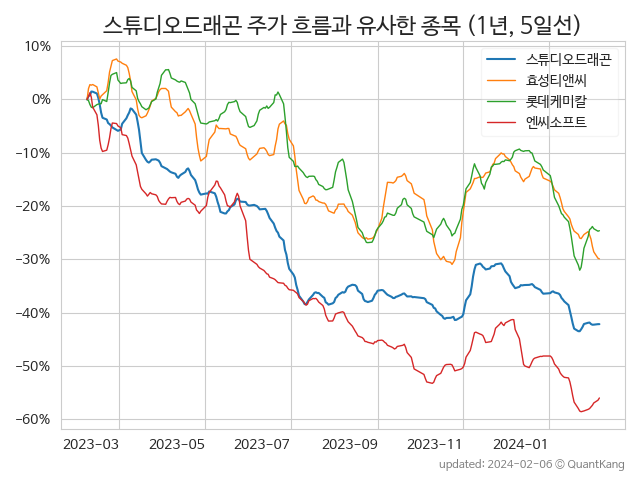 스튜디오드래곤 주가 흐름과 유사한 종목 (1년, 5일선)
스튜디오드래곤
효성티앤씨
롯데케미칼
엔씨소프트
10%
0%
−10%
−20%
−30%
−40%
−50%
−60%
2023-03 2023-05 2023-07 2023-09 2023-11 2024-01
updated: 2024-02-06 © QuantKang